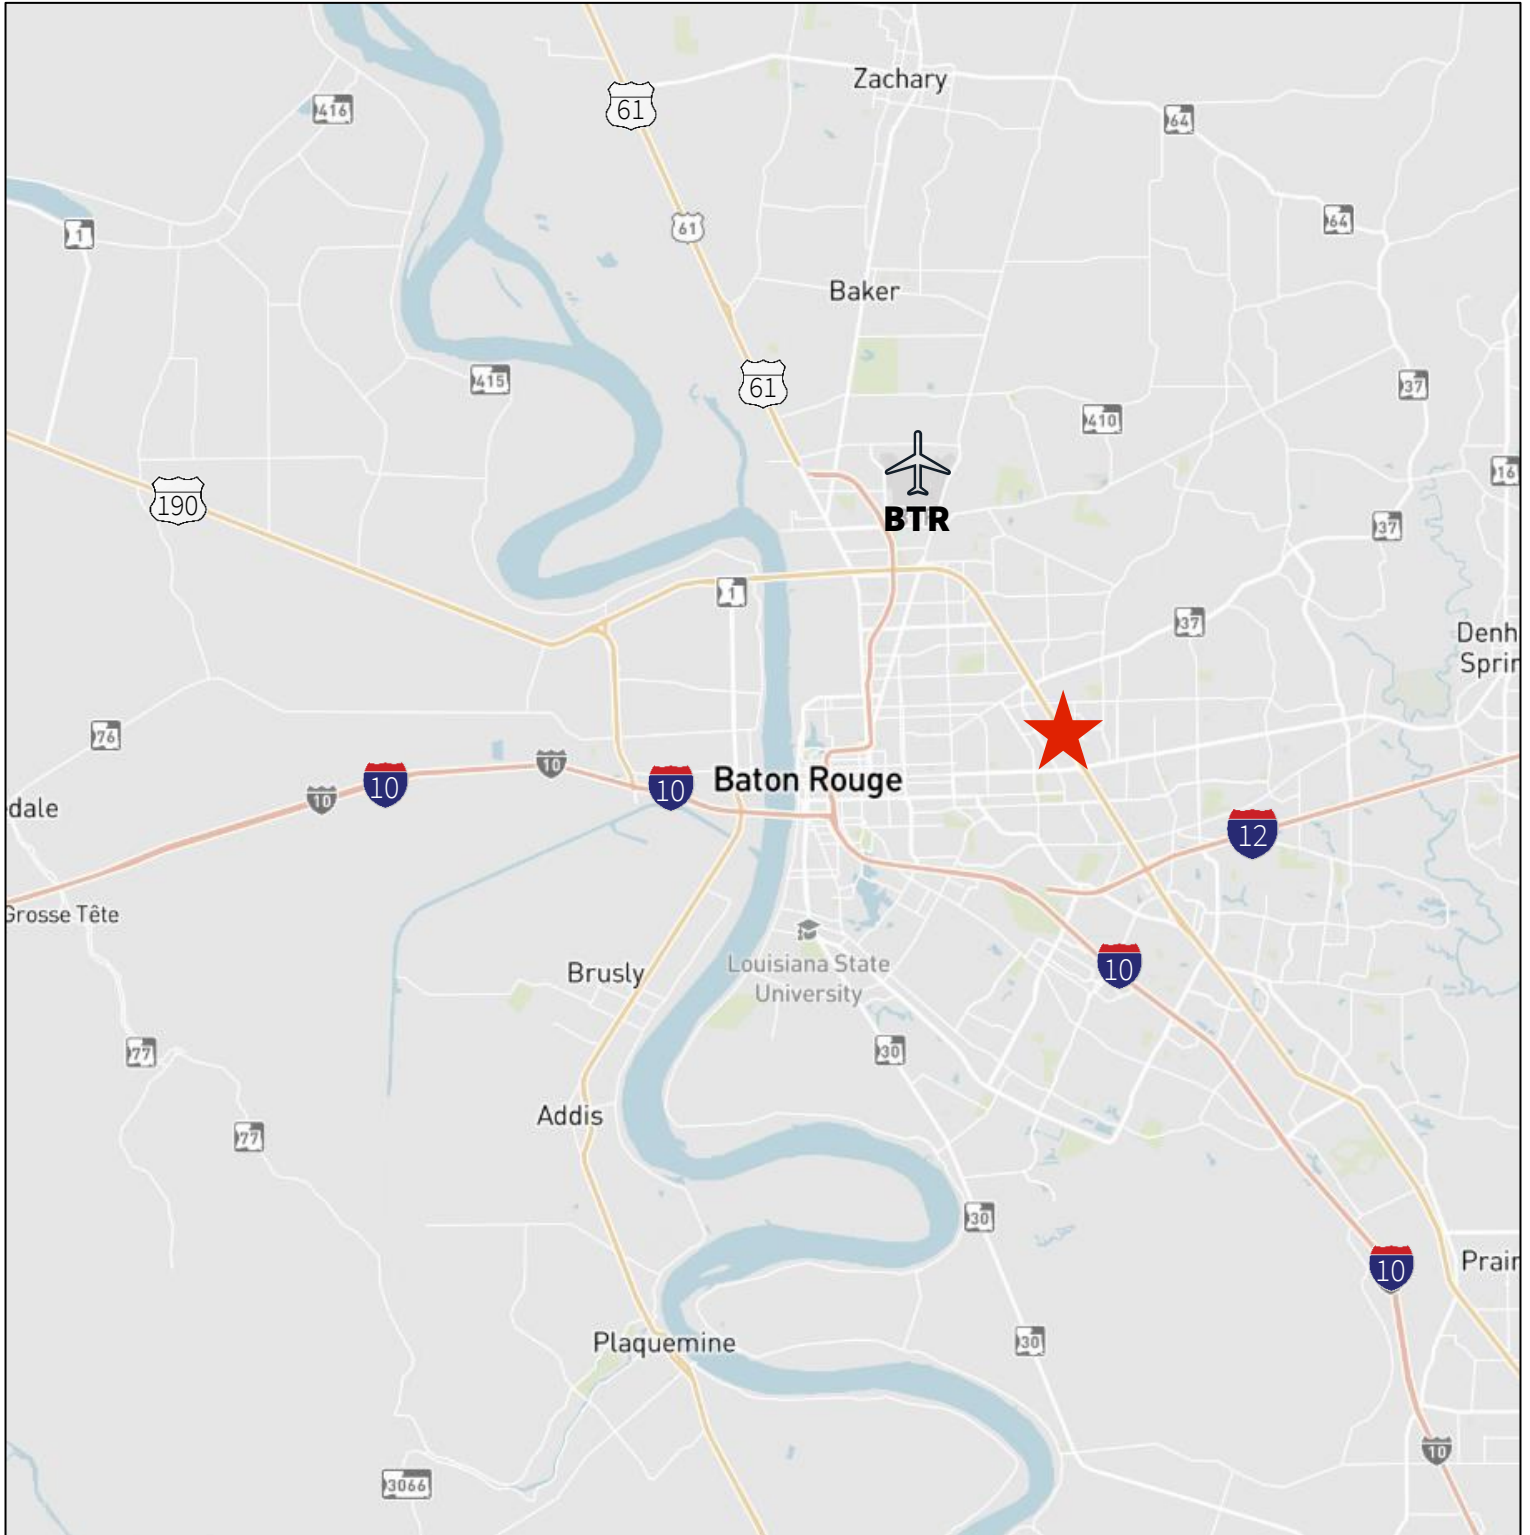 Zachary
61
416
64
64
1
61
Baker
61
415
37
410
16
190
BTR
37
1
37
Denh
Sprin
76
10
10
10
10
Baton Rouge
dale
12
Grosse Tête
Louisiana State
University
Brusly
10
77
30
Addis
77
30
10
Prair
Plaquemine
30
10
3066